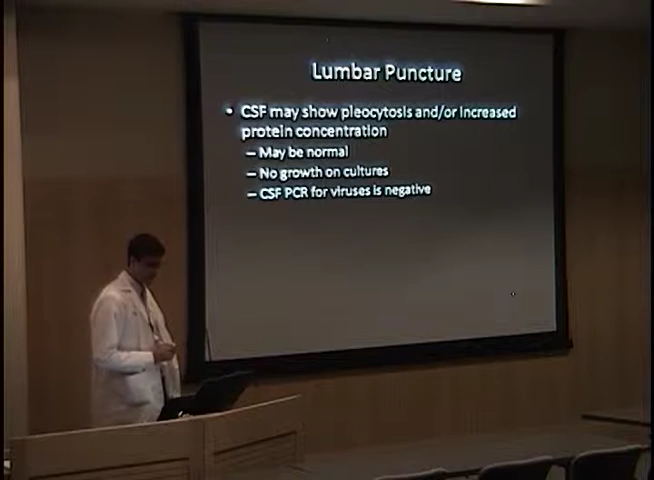 Lumbar Puncture
• CSF may show pleocytosis and/or increased
protein concentration
– May be normal
– No growth on cultures
– CSF PCR for viruses is negative